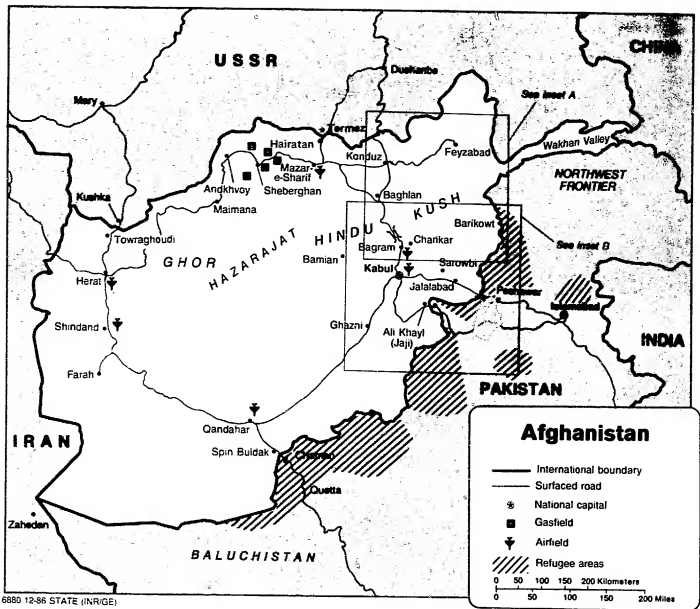 USSR
CHINA
Dushanbe
See Inset A
Mary
Termez
Wakhan Valley
Hairatan
Konduz
Feyzabad
NORTHWEST
FRONTIER
Mazar-
e-Sharif
Andkhvoy
Sheberghan
Kushka
Maimana
Baghlan
Barikowt
Towraghoudi
HAZARAJAT
HINDU KUSH
Charikar
See Inset B
GHOR
Bagram
Bamian
Sarowbi
Kabul
Herat
Jalalabad
Peshawar
Islamabad
INDIA
Shindand
Ghazni
Ali Khayl
(Jaji)
Farah
PAKISTAN
Qandahar
IRAN
Spin Buldak
Chaman
Quetta
Zahedan
BALUCHISTAN
Afghanistan
International boundary
Surfaced road
National capital
Gasfield
Airfield
Refugee areas
0 50 100 150 200 Kilometers
0 50 100 150 200 Miles
6880 12-86 STATE (INR/GE)